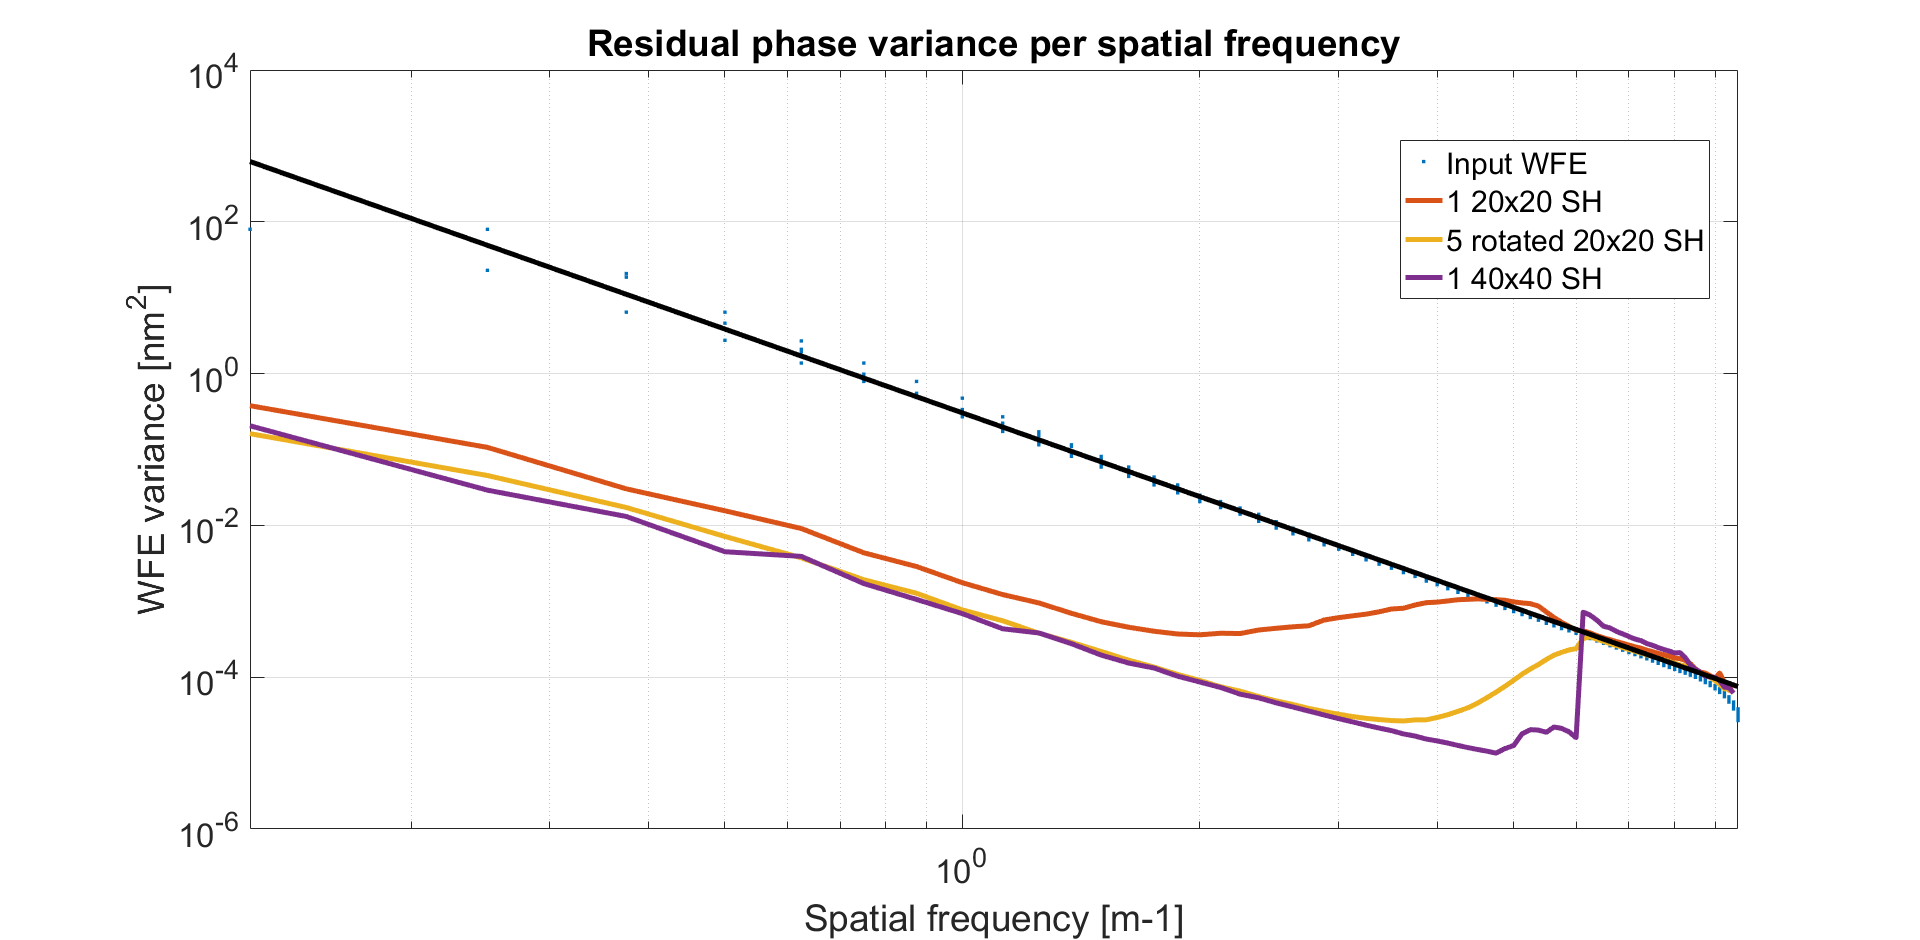 Residual phase variance per spatial frequency
10^4
10^2
10^0
10^-2
10^-4
10^-6
WFE variance [nm^2]
Input WFE
1 20x20 SH
5 rotated 20x20 SH
1 40x40 SH
10^0
Spatial frequency [m-1]